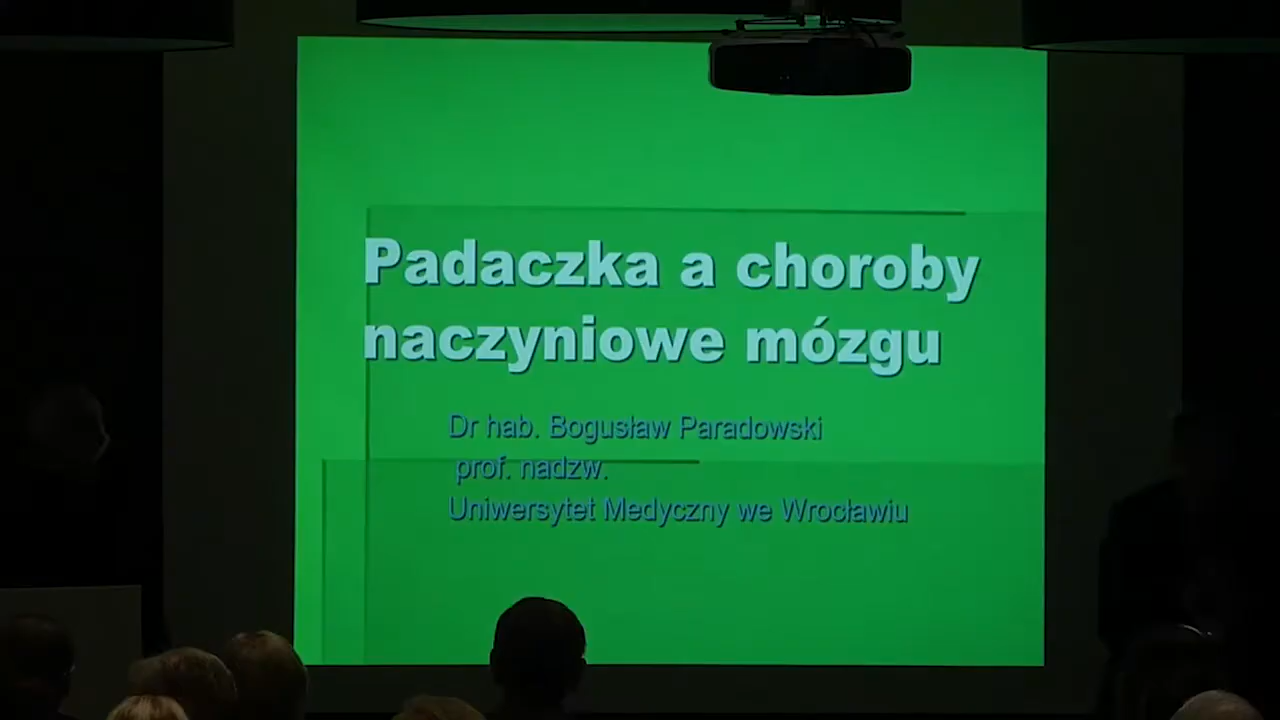 Padaczka a choroby
naczyniowe mózgu
Dr hab. Bogusław Paradowski
prof. nadzw.
Uniwersytet Medyczny we Wrocławiu